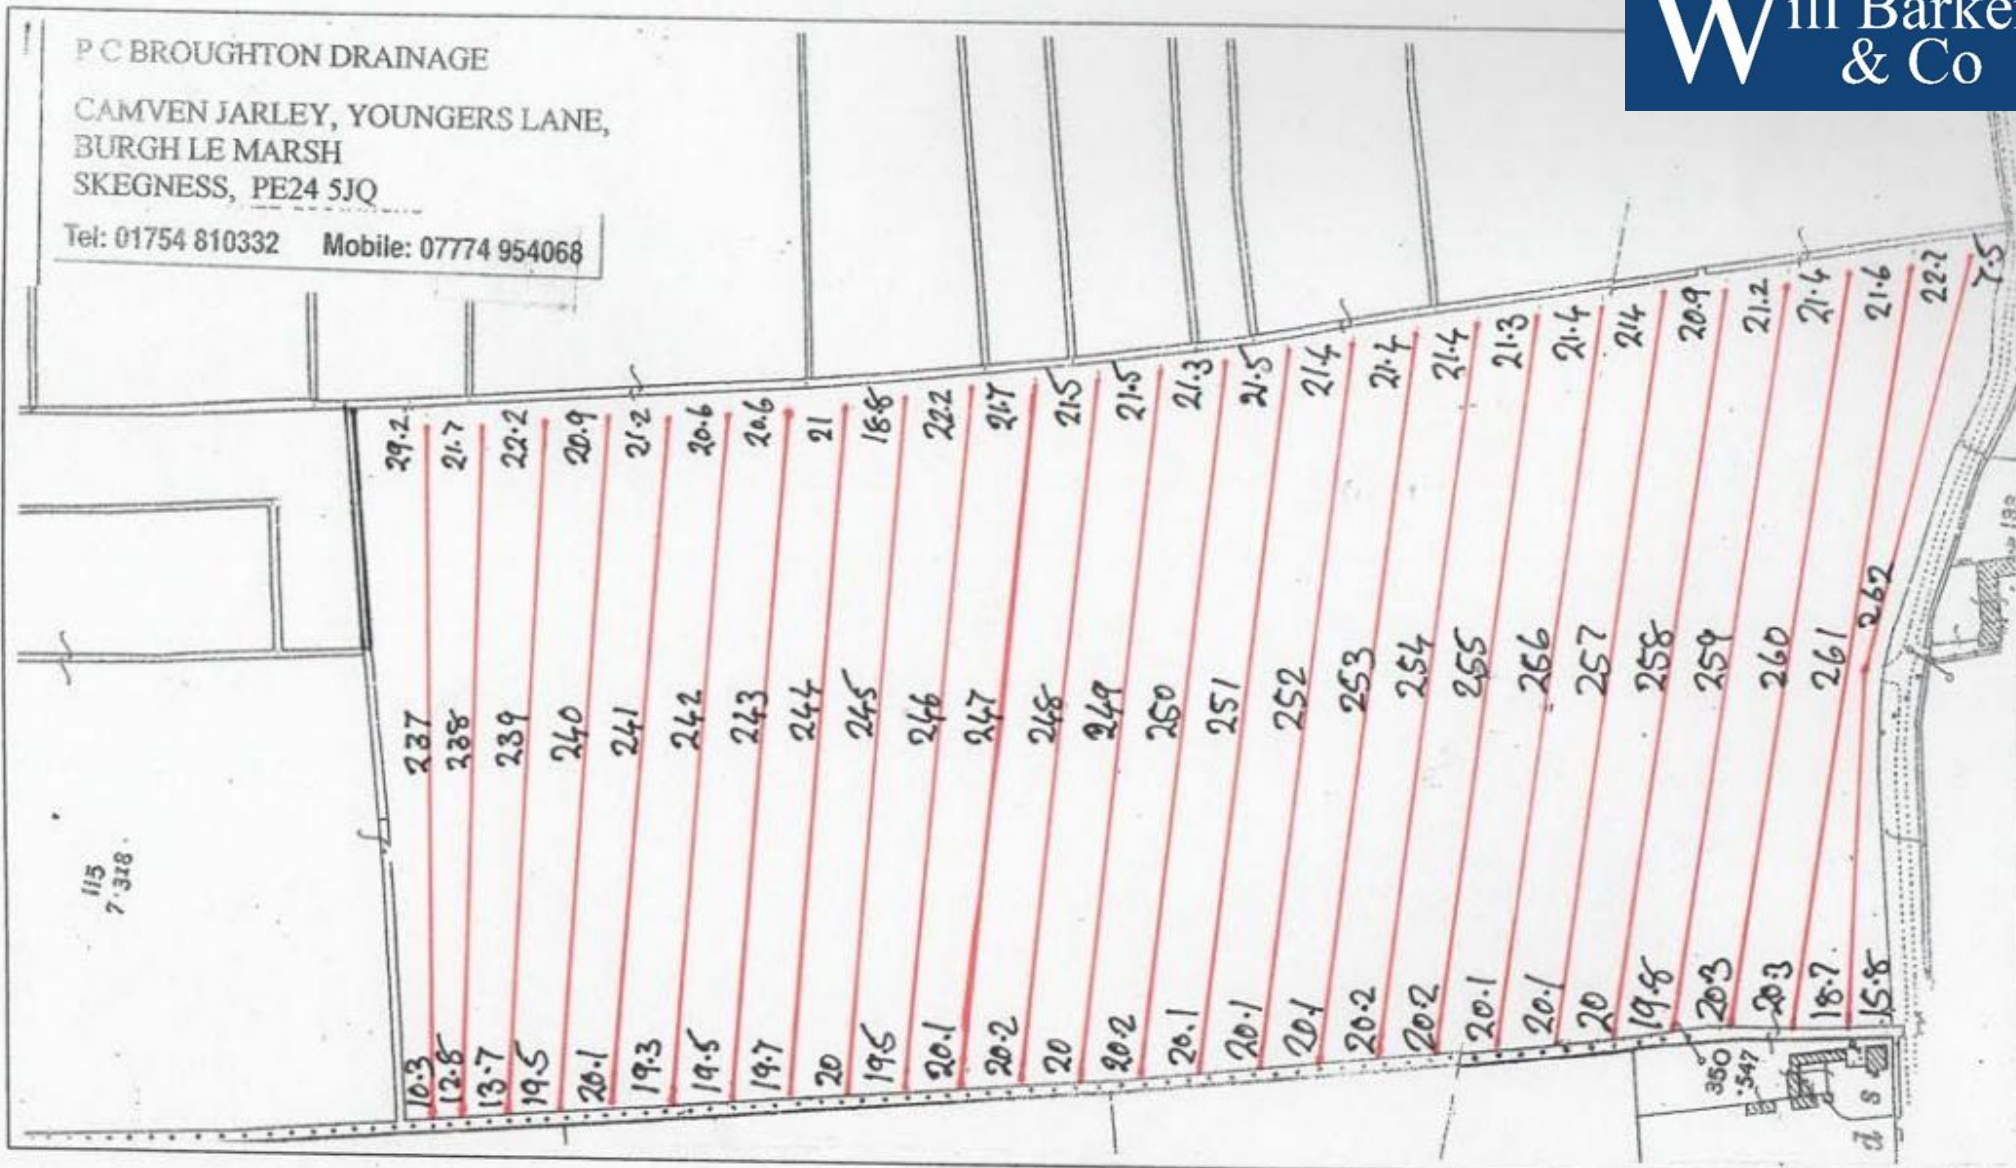 P C BROUGHTON DRAINAGE
CAMVEN JARLEY, YOUNGERS LANE,
BURGH LE MARSH
SKEGNESS, PE24 5JQ
Tel: 01754 810332 Mobile: 07774 954068
Will Barker
& Co
29.2 21.7 22.2 20.9 21.2 20.6 20.6 21 18.8 22.2 21.7 21.5 21.5 21.3 21.5 21.4 21.4 21.4 21.3 21.4 214 20.9 21.2 21.4 21.6 22.7 7.5
237 238 239 240 241 242 243 244 245 246 247 248 249 250 251 252 253 254 255 256 257 258 259 260 261 262
10.3 12.8 13.7 19.5 20.1 19.3 19.5 19.7 20 19.5 20.1 20.2 20 20.2 20.1 20.1 20.1 20.2 20.2 20.1 20.1 20 19.8 20.3 20.3 18.7 15.8
115
7.328
350
.547